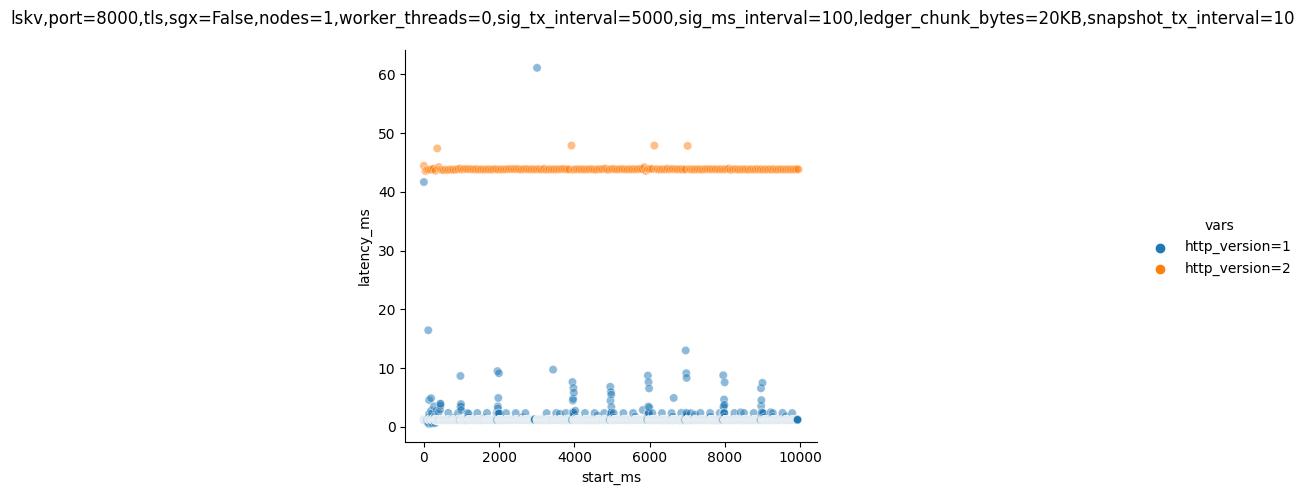 lskv,port=8000,tls,sgx=False,nodes=1,worker_threads=0,sig_tx_interval=5000,sig_ms_interval=100,ledger_chunk_bytes=20KB,snapshot_tx_interval=10
60
50
40
30
20
10
0
latency_ms
0 2000 4000 6000 8000 10000
start_ms
vars
http_version=1
http_version=2